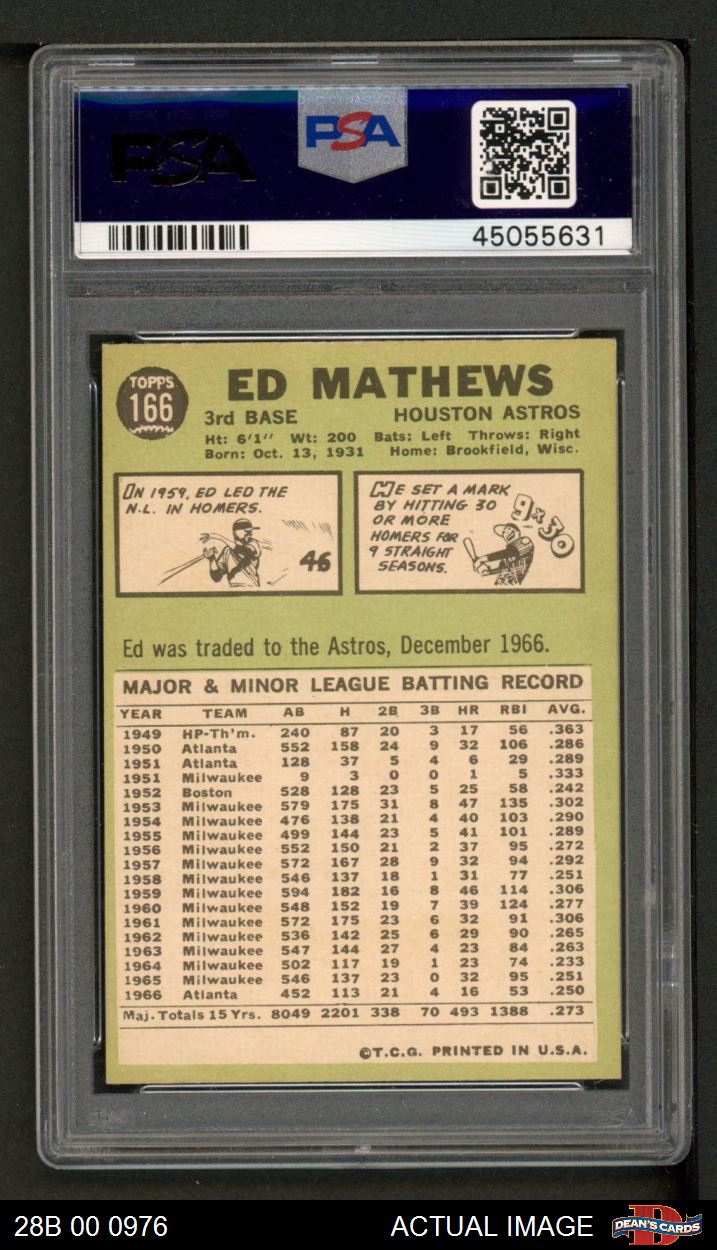 PSA
PSA
45055631
TOPPS
166
ED MATHEWS
3rd BASE HOUSTON ASTROS
Ht: 6'1" Wt: 200 Bats: Left Throws: Right
Born: Oct. 13, 1931 Home: Brookfield, Wisc.
IN 1959, ED LED THE
N.L. IN HOMERS.
46
HE SET A MARK
BY HITTING 30
OR MORE
HOMERS FOR
9 STRAIGHT
SEASONS.
9x30
Ed was traded to the Astros, December 1966.
MAJOR & MINOR LEAGUE BATTING RECORD
YEAR TEAM AB H 2B 3B HR RBI AVG.
1949 HP-Th'm. 240 87 20 3 17 56 .363
1950 Atlanta 552 158 24 9 32 106 .286
1951 Atlanta 128 37 5 4 6 29 .289
1951 Milwaukee 9 3 0 0 1 5 .333
1952 Boston 528 128 23 5 25 58 .242
1953 Milwaukee 579 175 31 8 47 135 .302
1954 Milwaukee 476 138 21 4 40 103 .290
1955 Milwaukee 499 144 23 5 41 101 .289
1956 Milwaukee 552 150 21 2 37 95 .272
1957 Milwaukee 572 167 28 9 32 94 .292
1958 Milwaukee 546 137 18 1 31 77 .251
1959 Milwaukee 594 182 16 8 46 114 .306
1960 Milwaukee 548 152 19 7 39 124 .277
1961 Milwaukee 572 175 23 6 32 91 .306
1962 Milwaukee 536 142 25 6 29 90 .265
1963 Milwaukee 547 144 27 4 23 84 .263
1964 Milwaukee 502 117 19 1 23 74 .233
1965 Milwaukee 546 137 23 0 32 95 .251
1966 Atlanta 452 113 21 4 16 53 .250
Maj. Totals 15 Yrs. 8049 2201 338 70 493 1388 .273
©T.C.G. PRINTED IN U.S.A.
28B 00 0976 ACTUAL IMAGE DEAN'S CARDS